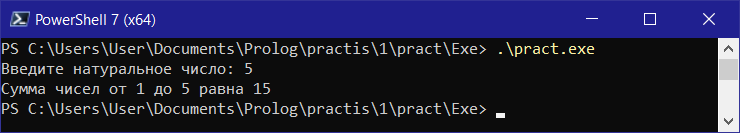 PowerShell 7 (x64)
PS C:\Users\User\Documents\Prolog\practis\1\pract\Exe> .\pract.exe
Введите натуральное число: 5
Сумма чисел от 1 до 5 равна 15
PS C:\Users\User\Documents\Prolog\practis\1\pract\Exe>